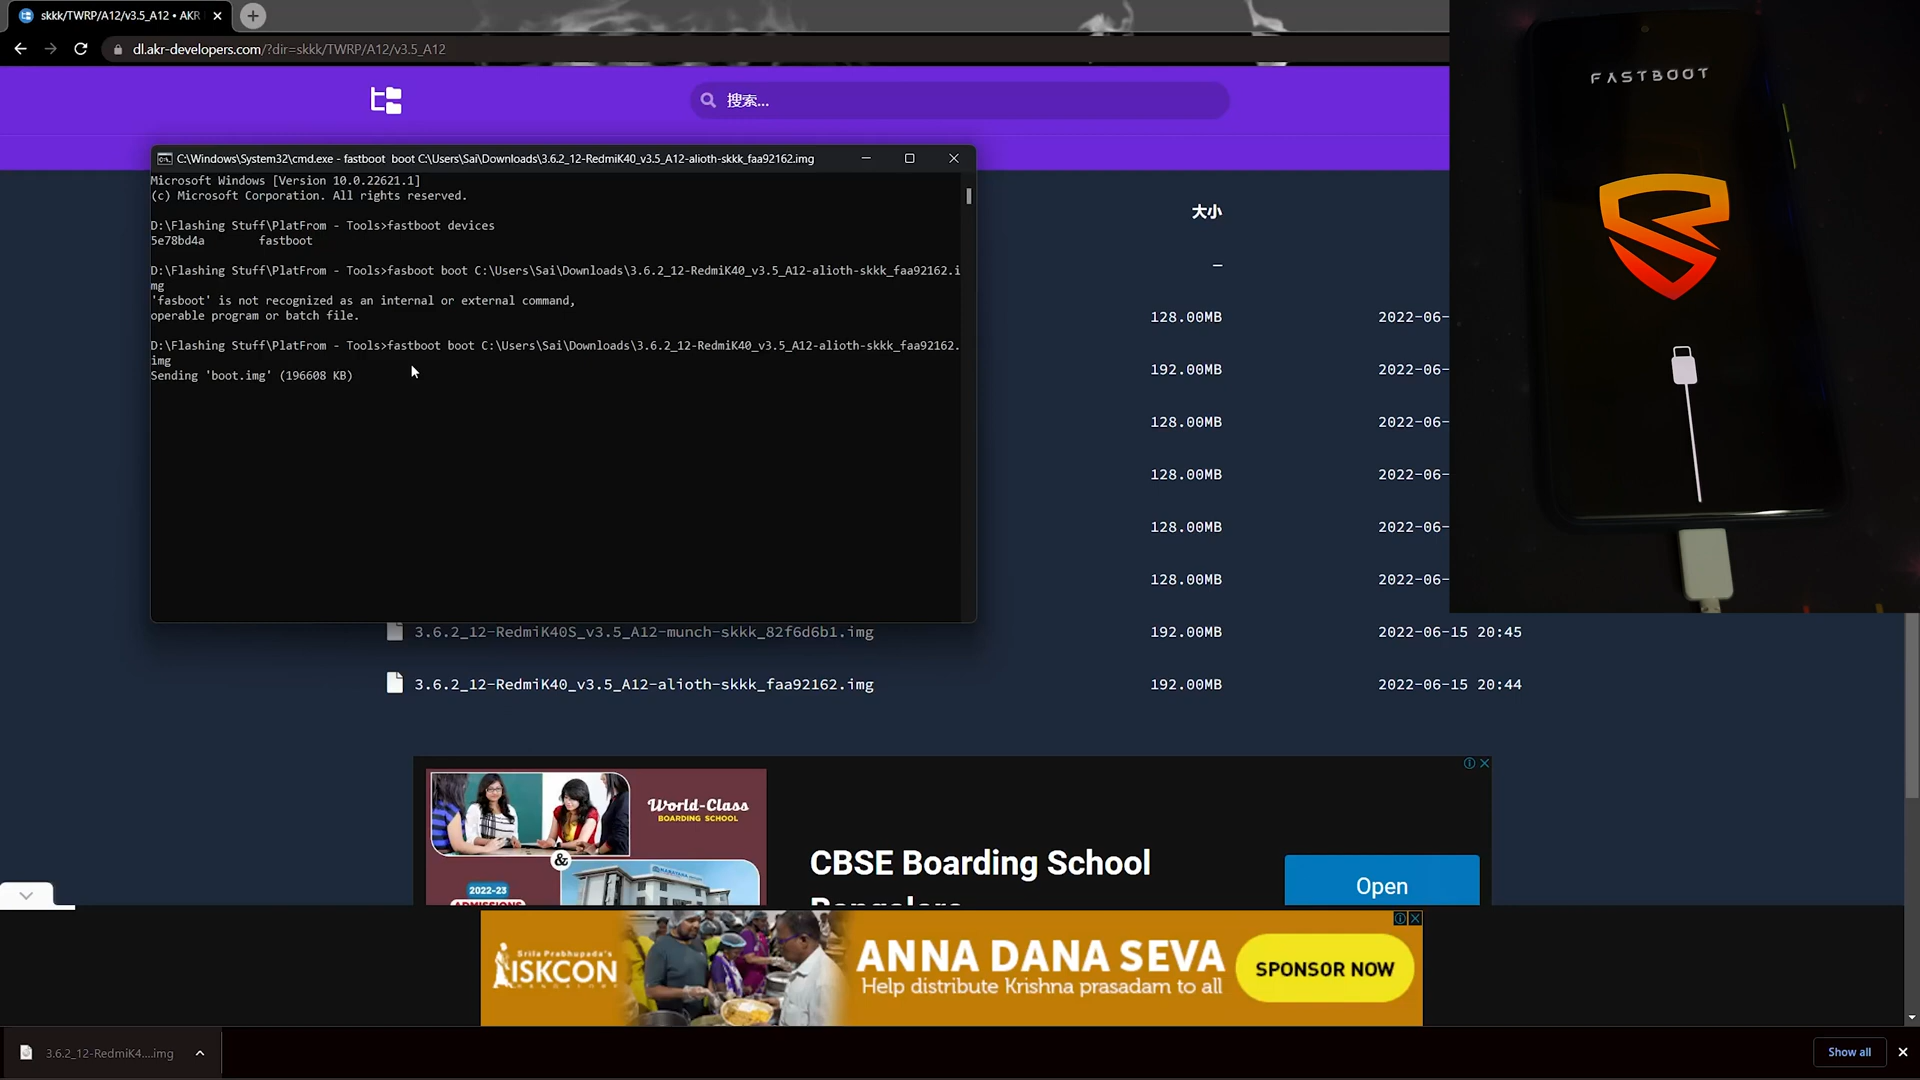 skkk/TWRP/A12/v3.5_A12 • AKR
dl.akr-developers.com/?dir=skkk/TWRP/A12/v3.5_A12
搜索...
FASTBOOT
C:\Windows\System32\cmd.exe - fastboot  boot C:\Users\Sai\Downloads\3.6.2_12-RedmiK40_v3.5_A12-alioth-skkk_faa92162.img
Microsoft Windows [Version 10.0.22621.1]
(c) Microsoft Corporation. All rights reserved.
D:\Flashing Stuff\PlatFrom - Tools>fastboot devices
5e78bd4a        fastboot
D:\Flashing Stuff\PlatFrom - Tools>fasboot boot C:\Users\Sai\Downloads\3.6.2_12-RedmiK40_v3.5_A12-alioth-skkk_faa92162.i
mg
'fasboot' is not recognized as an internal or external command,
operable program or batch file.
D:\Flashing Stuff\PlatFrom - Tools>fastboot boot C:\Users\Sai\Downloads\3.6.2_12-RedmiK40_v3.5_A12-alioth-skkk_faa92162.
img
Sending 'boot.img' (196608 KB)
大小
—
128.00MB 2022-06-
192.00MB 2022-06-
128.00MB 2022-06-
128.00MB 2022-06-
128.00MB 2022-06-
128.00MB 2022-06-
3.6.2_12-RedmiK40S_v3.5_A12-munch-skkk_82f6d6b1.img 192.00MB 2022-06-15 20:45
3.6.2_12-RedmiK40_v3.5_A12-alioth-skkk_faa92162.img 192.00MB 2022-06-15 20:44
World-Class
BOARDING SCHOOL
&
2022-23
ADMISSIONS
CBSE Boarding School
Bangalore
Open
Srila Prabhupada's
ISKCON
BANGALORE
ANNA DANA SEVA
Help distribute Krishna prasadam to all
SPONSOR NOW
3.6.2_12-RedmiK4....img
Show all